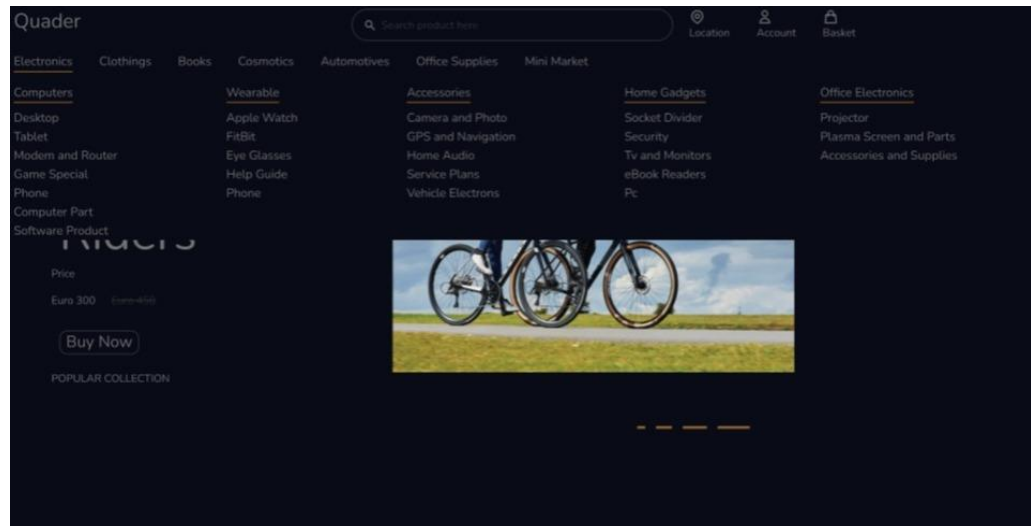 Quader
Search product here
Location Account Basket
Electronics Clothings Books Cosmotics Automotives Office Supplies Mini Market
Computers Wearable Accessories Home Gadgets Office Electronics
Desktop Apple Watch Camera and Photo Socket Divider Projector
Tablet FitBit GPS and Navigation Security Plasma Screen and Parts
Modem and Router Eye Glasses Home Audio Tv and Monitors Accessories and Supplies
Game Special Help Guide Service Plans eBook Readers
Phone Phone Vehicle Electrons Pc
Computer Part
Software Product
Riders
Price
Euro 300 Euro 450
Buy Now
POPULAR COLLECTION